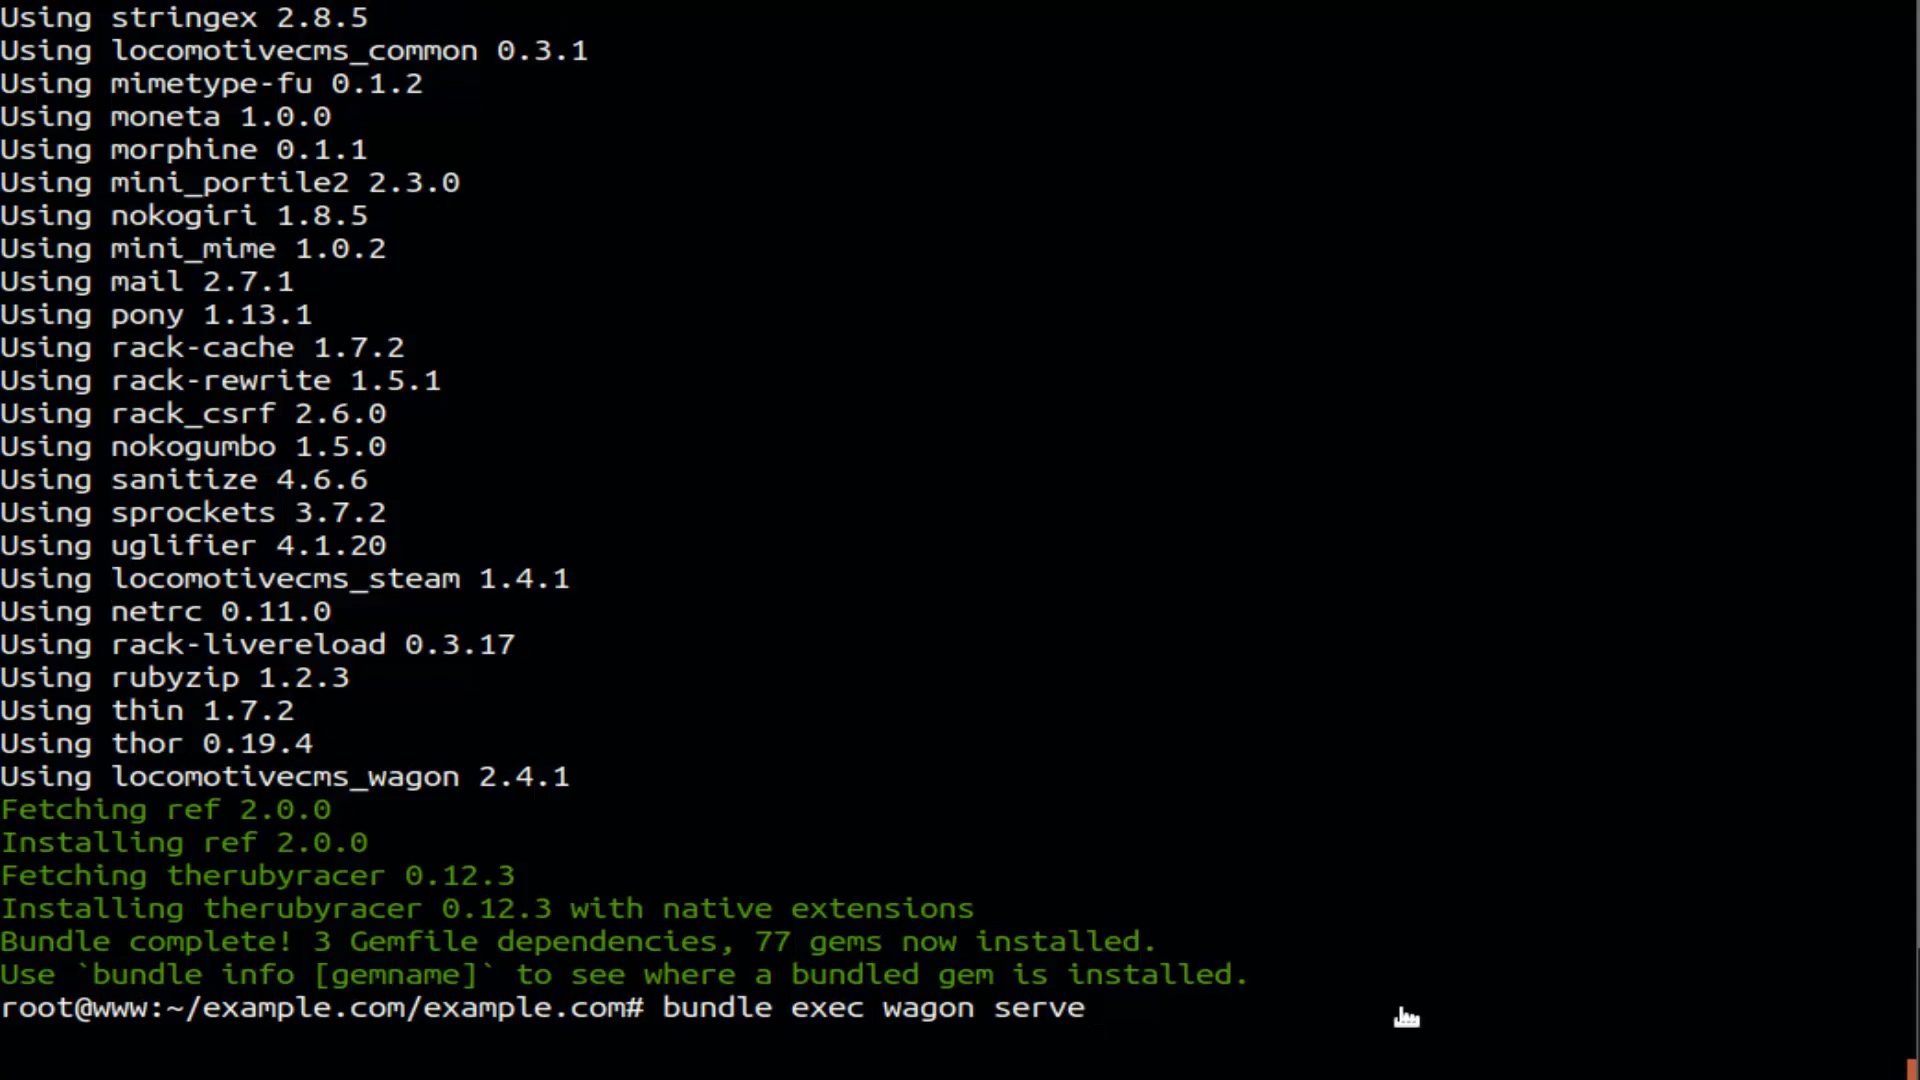 Using stringex 2.8.5
Using locomotivecms_common 0.3.1
Using mimetype-fu 0.1.2
Using moneta 1.0.0
Using morphine 0.1.1
Using mini_portile2 2.3.0
Using nokogiri 1.8.5
Using mini_mime 1.0.2
Using mail 2.7.1
Using pony 1.13.1
Using rack-cache 1.7.2
Using rack-rewrite 1.5.1
Using rack_csrf 2.6.0
Using nokogumbo 1.5.0
Using sanitize 4.6.6
Using sprockets 3.7.2
Using uglifier 4.1.20
Using locomotivecms_steam 1.4.1
Using netrc 0.11.0
Using rack-livereload 0.3.17
Using rubyzip 1.2.3
Using thin 1.7.2
Using thor 0.19.4
Using locomotivecms_wagon 2.4.1
Fetching ref 2.0.0
Installing ref 2.0.0
Fetching therubyracer 0.12.3
Installing therubyracer 0.12.3 with native extensions
Bundle complete! 3 Gemfile dependencies, 77 gems now installed.
Use `bundle info [gemname]` to see where a bundled gem is installed.
root@www:~/example.com/example.com# bundle exec wagon serve